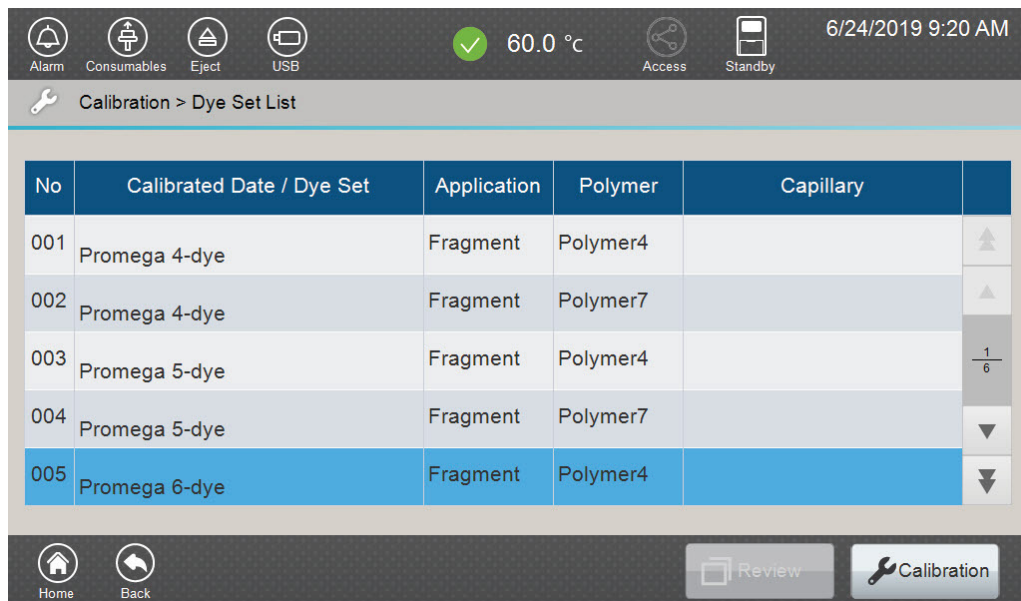 Alarm Consumables Eject USB 60.0 °c Access Standby 6/24/2019 9:20 AM
Calibration > Dye Set List
No Calibrated Date / Dye Set Application Polymer Capillary
001 Promega 4-dye Fragment Polymer4
002 Promega 4-dye Fragment Polymer7
003 Promega 5-dye Fragment Polymer4
1
6
004 Promega 5-dye Fragment Polymer7
005 Promega 6-dye Fragment Polymer4
Home Back Review Calibration